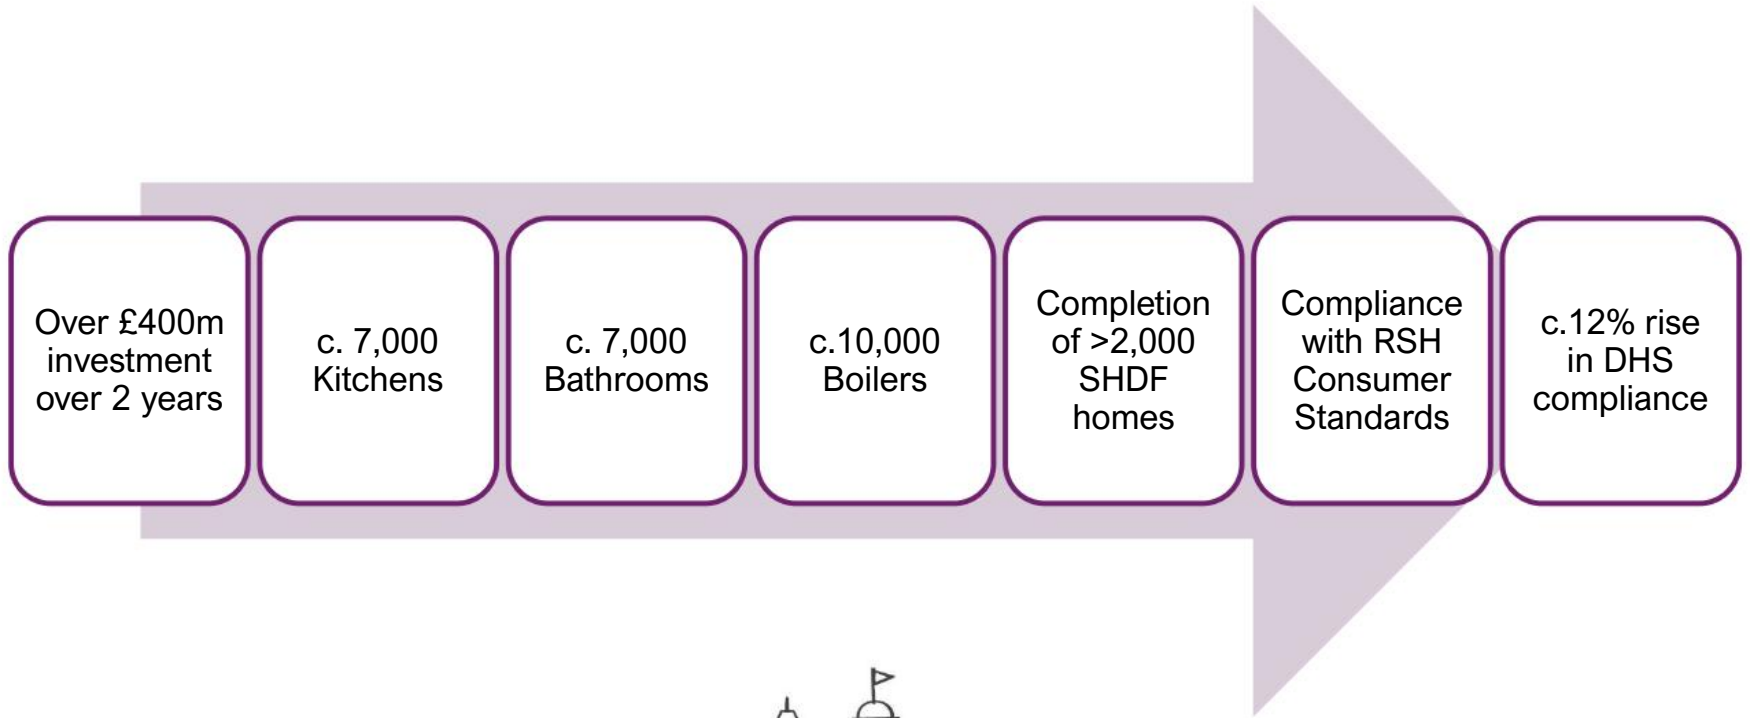 Over £400m
investment
over 2 years
c. 7,000
Kitchens
c. 7,000
Bathrooms
c.10,000
Boilers
Completion
of >2,000
SHDF
homes
Compliance
with RSH
Consumer
Standards
c.12% rise
in DHS
compliance